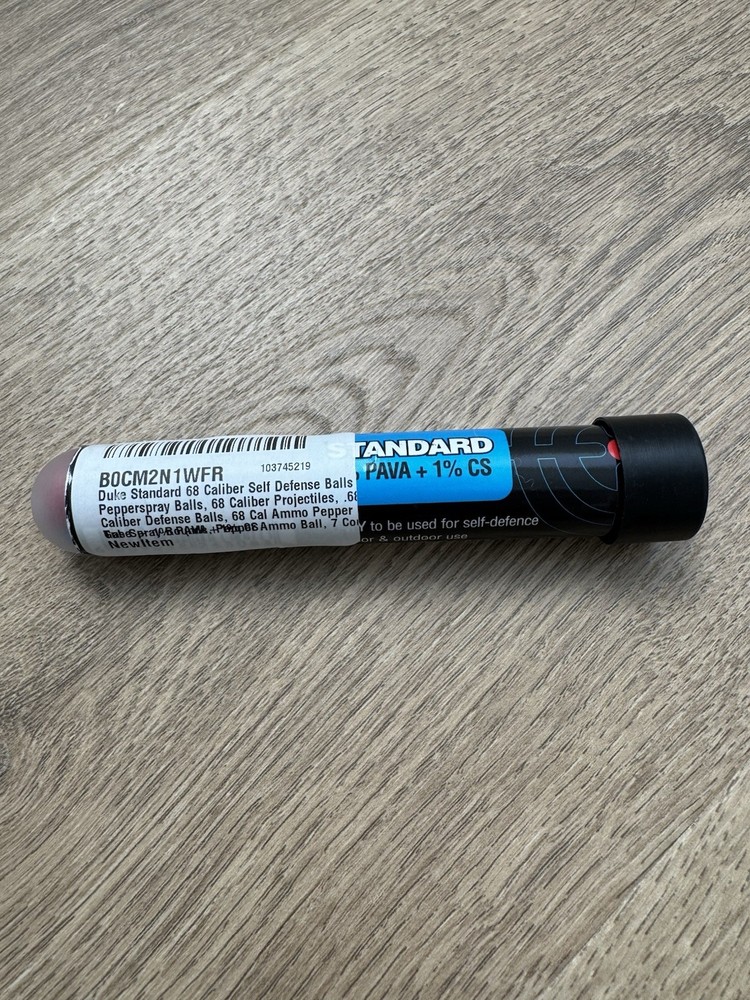 B0CM2N1WFR 103745219
Duke Standard 68 Caliber Self Defense Balls
Pepperspray Balls, 68 Caliber Projectiles, .68
Caliber Defense Balls, 68 Cal Ammo Pepper
Ammo Ball, 7 Co
NewItem
STANDARD
PAVA + 1% CS
Y to be used for self-defence
or & outdoor use